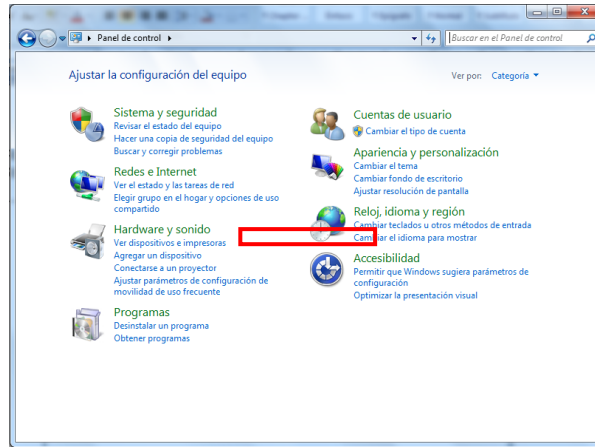 Panel de control
Buscar en el Panel de control
Ajustar la configuración del equipo
Ver por: Categoría
Sistema y seguridad
Revisar el estado del equipo
Hacer una copia de seguridad del equipo
Buscar y corregir problemas
Redes e Internet
Ver el estado y las tareas de red
Elegir grupo en el hogar y opciones de uso
compartido
Hardware y sonido
Ver dispositivos e impresoras
Agregar un dispositivo
Conectarse a un proyector
Ajustar parámetros de configuración de
movilidad de uso frecuente
Programas
Desinstalar un programa
Obtener programas
Cuentas de usuario
Cambiar el tipo de cuenta
Apariencia y personalización
Cambiar el tema
Cambiar fondo de escritorio
Ajustar resolución de pantalla
Reloj, idioma y región
Cambiar teclados u otros métodos de entrada
Cambiar el idioma para mostrar
Accesibilidad
Permitir que Windows sugiera parámetros de
configuración
Optimizar la presentación visual